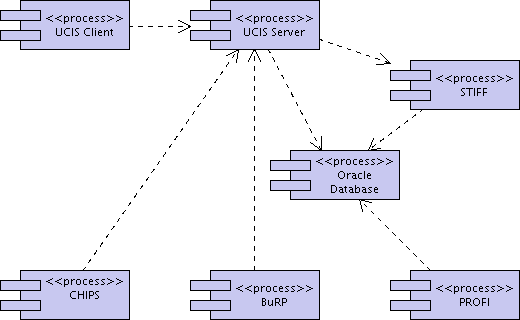 <<process>>
UCIS Client
<<process>>
UCIS Server
<<process>>
STIFF
<<process>>
Oracle
Database
<<process>>
CHIPS
<<process>>
BuRP
<<process>>
PROFI